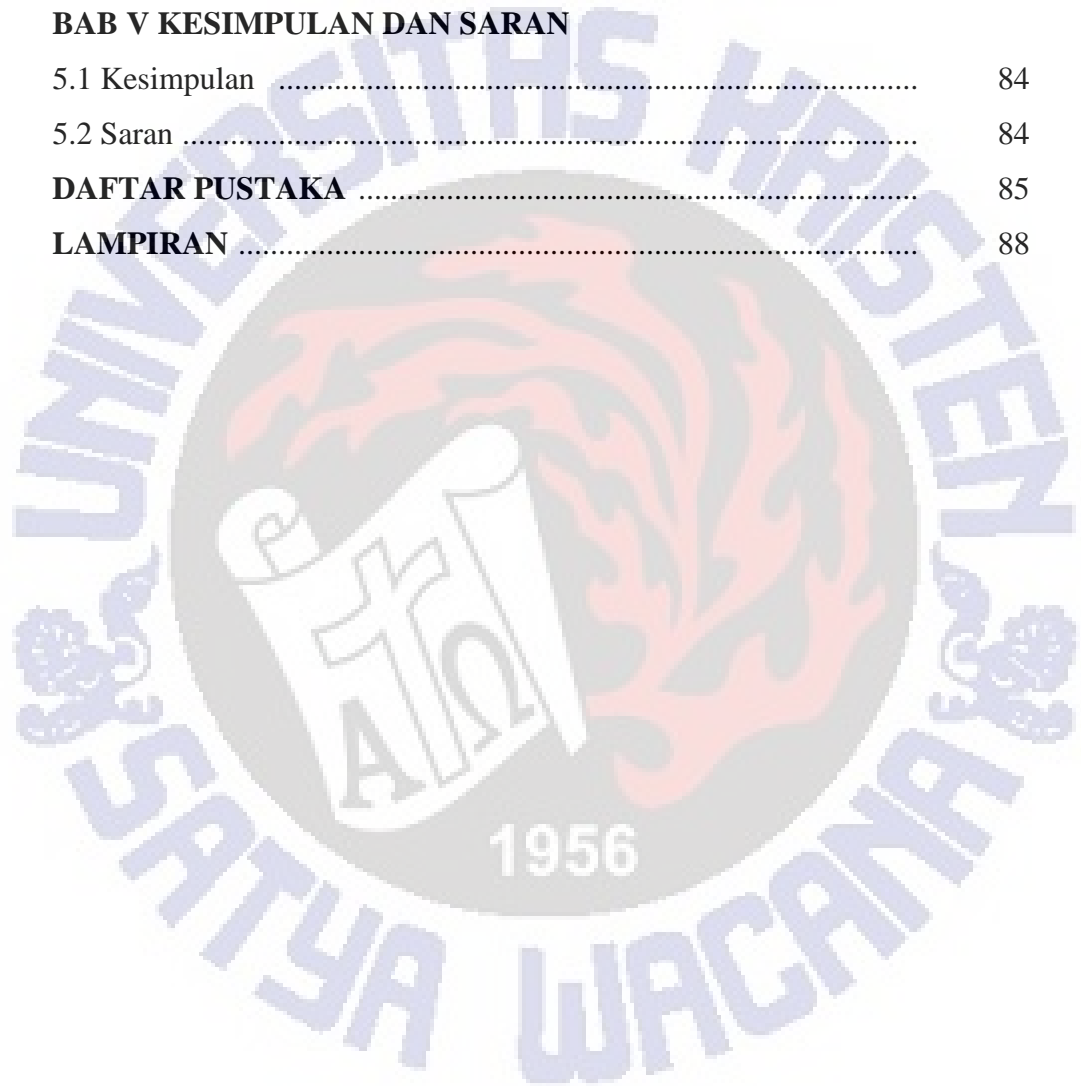 BAB V KESIMPULAN DAN SARAN
5.1 Kesimpulan ................................................................................ 84
5.2 Saran ............................................................................................ 84
DAFTAR PUSTAKA ...................................................................... 85
LAMPIRAN ..................................................................................... 88
UNIVERSITAS KRISTEN
ΑΩ
1956
SATYA WACANA